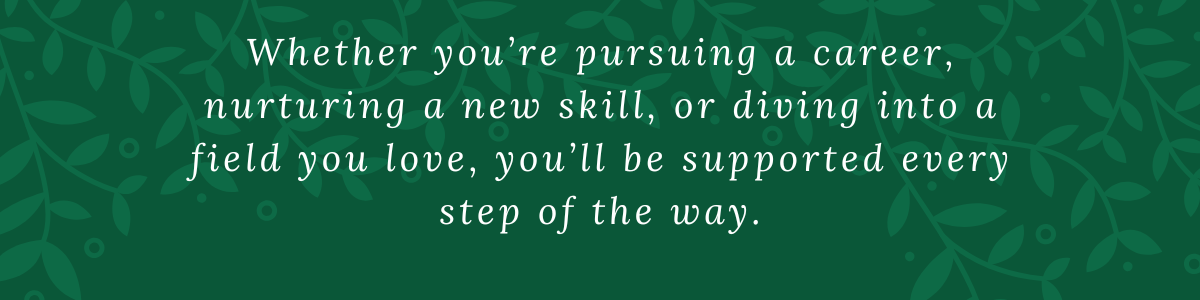 Whether you’re pursuing a career,
nurturing a new skill, or diving into a
field you love, you’ll be supported every
step of the way.